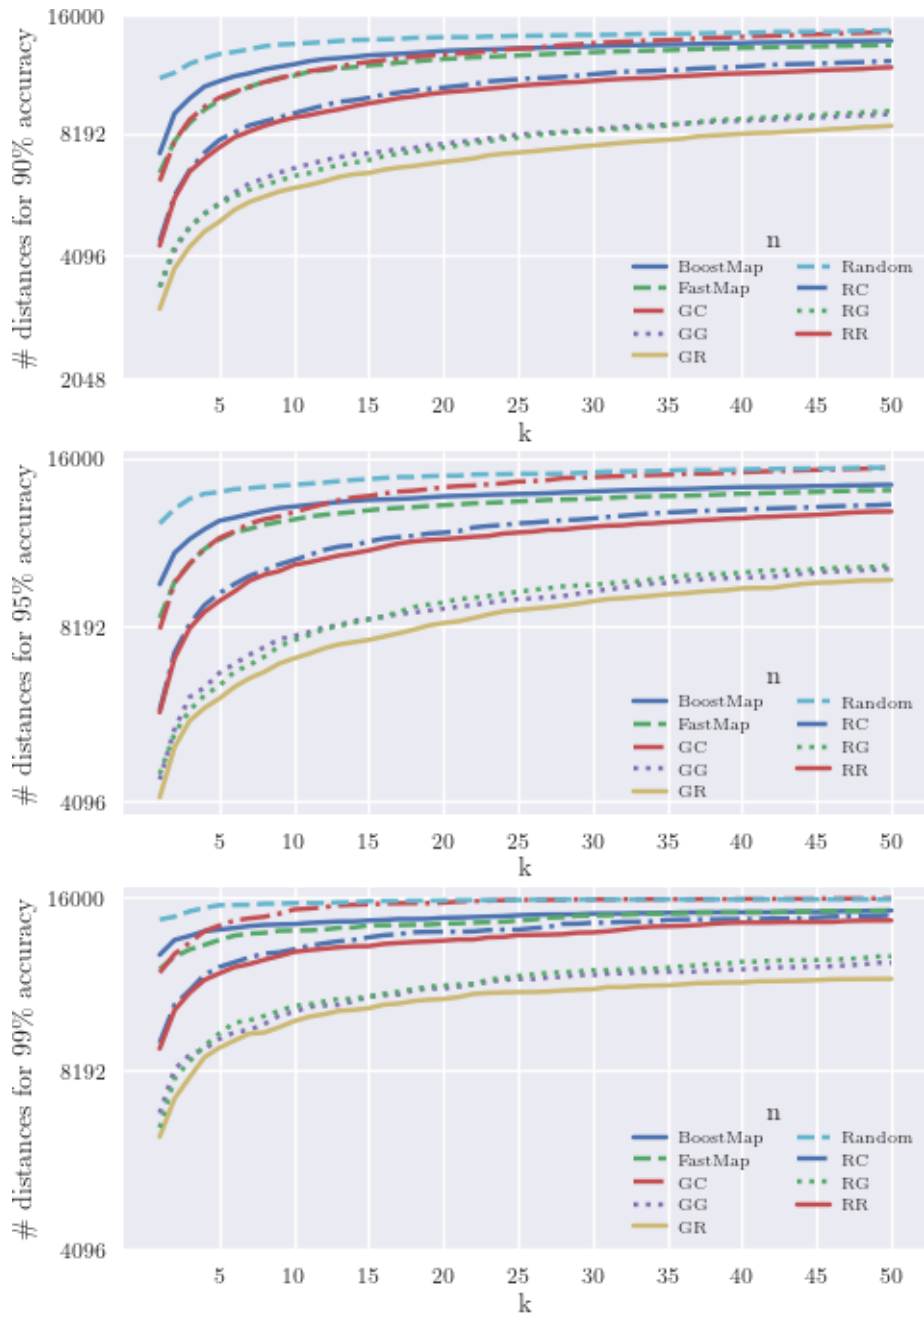 # distances for 90% accuracy
16000
8192
4096
2048
n
BoostMap Random
FastMap RC
GC RG
GG RR
GR
5 10 15 20 25 30 35 40 45 50
k
# distances for 95% accuracy
16000
8192
4096
n
BoostMap Random
FastMap RC
GC RG
GG RR
GR
5 10 15 20 25 30 35 40 45 50
k
# distances for 99% accuracy
16000
8192
4096
n
BoostMap Random
FastMap RC
GC RG
GG RR
GR
5 10 15 20 25 30 35 40 45 50
k